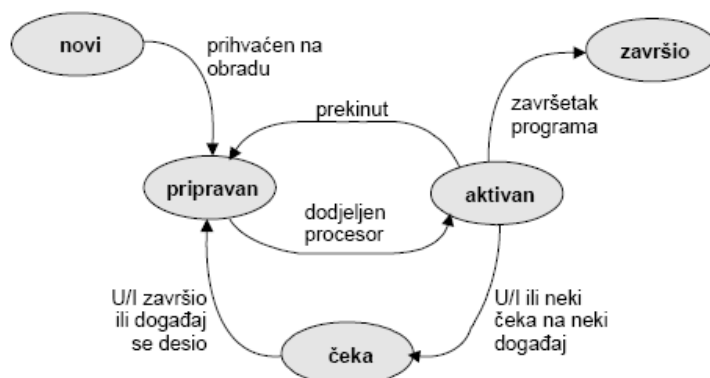 novi
prihvaćen na
obradu
završio
završetak
programa
prekinut
pripravan
aktivan
dodjeljen
procesor
U/I završio
ili događaj
se desio
U/I ili neki
čeka na neki
događaj
čeka